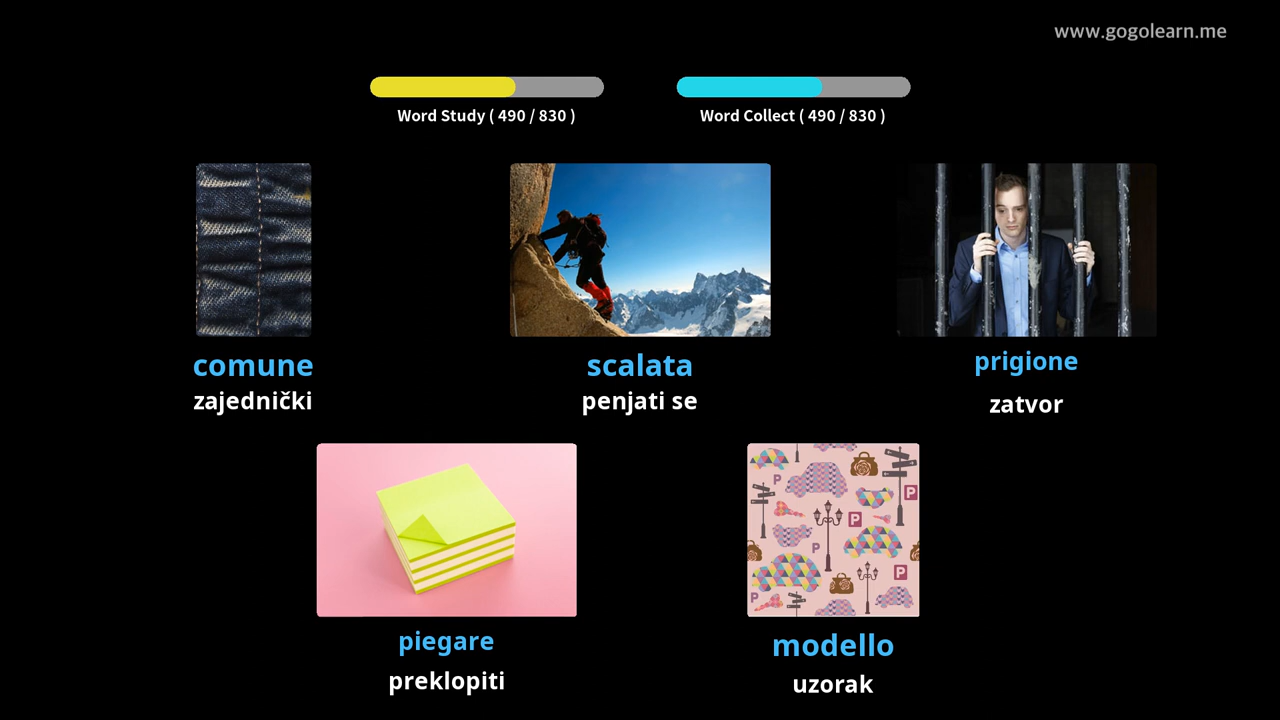 www.gogolearn.me
Word Study ( 490 / 830 )
Word Collect ( 490 / 830 )
comune
zajednički
scalata
penjati se
prigione
zatvor
piegare
preklopiti
modello
uzorak
P
P
P
P
P
P